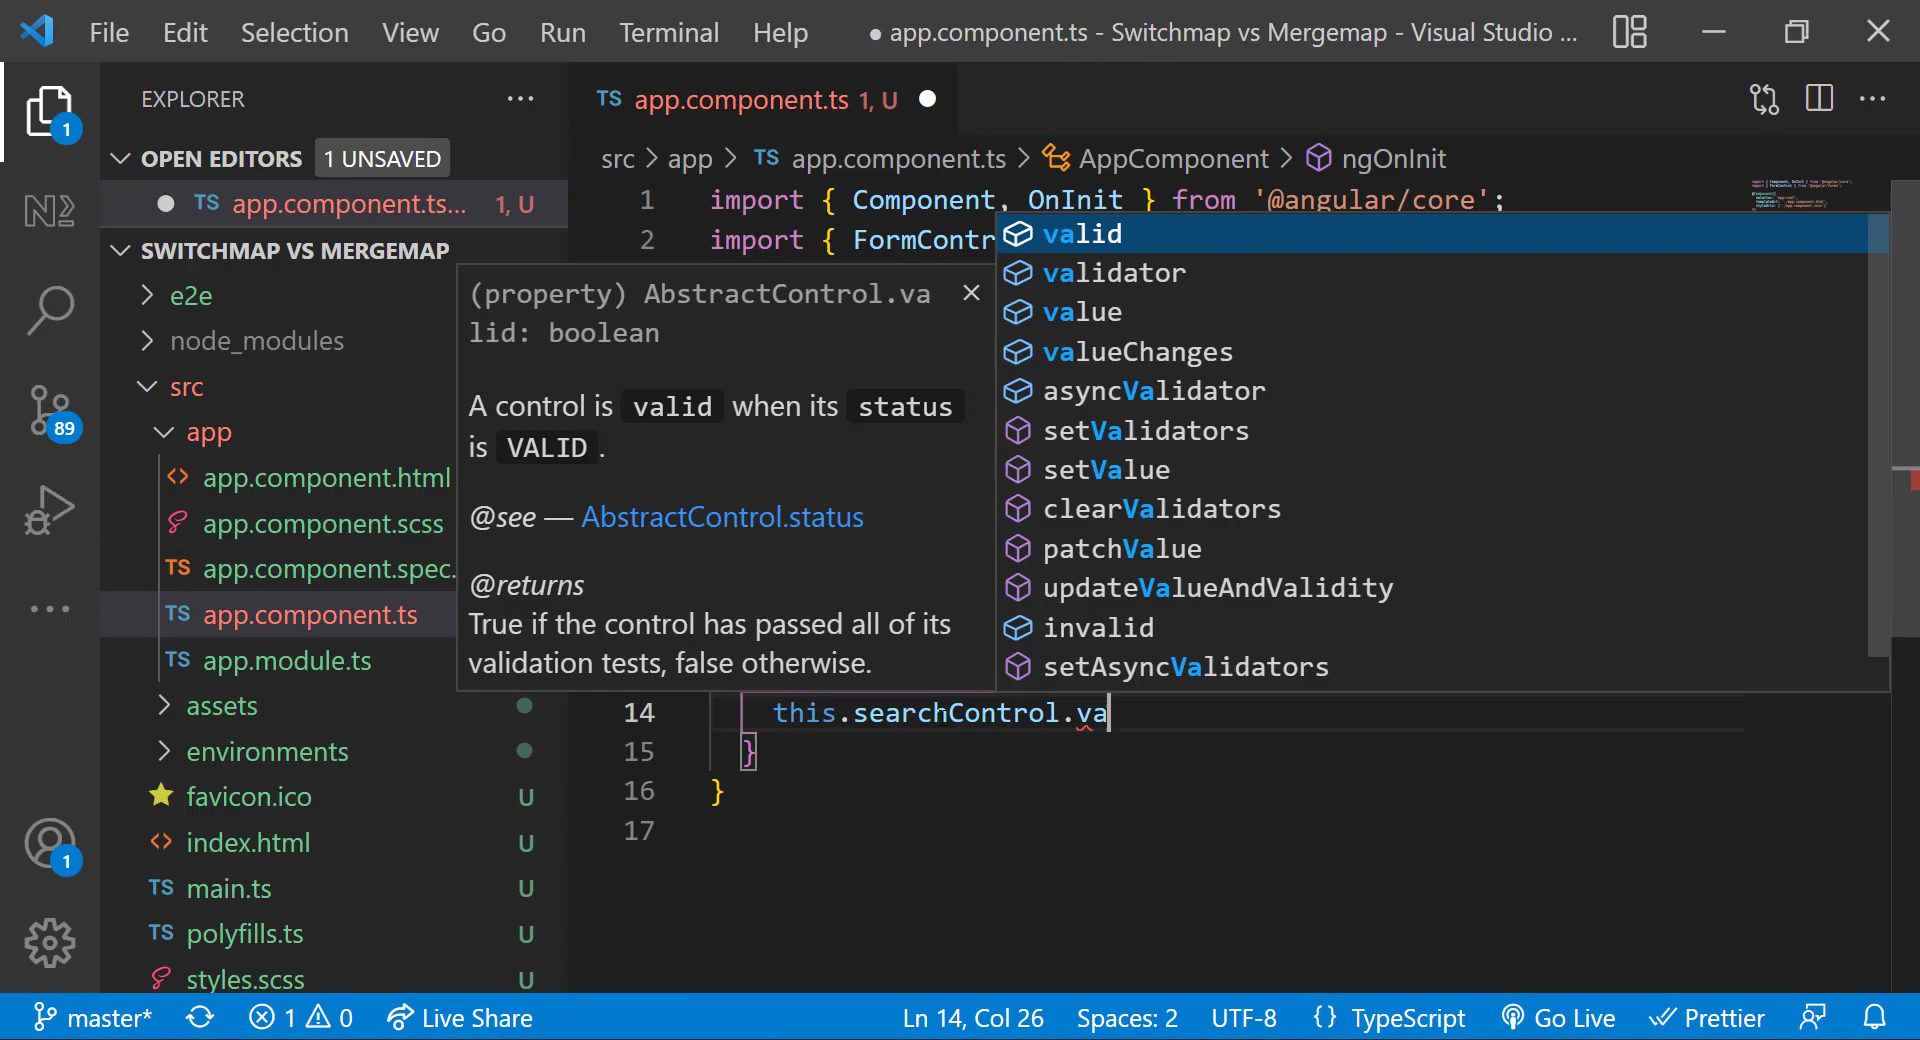 File Edit Selection View Go Run Terminal Help ● app.component.ts - Switchmap vs Mergemap - Visual Studio ...
EXPLORER
OPEN EDITORS 1 UNSAVED
TS app.component.ts... 1, U
SWITCHMAP VS MERGEMAP
e2e
node_modules
src
app
app.component.html
app.component.scss
TS app.component.spec.
TS app.component.ts
TS app.module.ts
assets
environments
favicon.ico U
index.html U
TS main.ts U
TS polyfills.ts U
styles.scss U
1
89
1
TS app.component.ts 1, U
src > app > TS app.component.ts > AppComponent > ngOnInit
1 import { Component, OnInit } from '@angular/core';
2 import { FormContr
(property) AbstractControl.va
lid: boolean
A control is valid when its status
is VALID.
@see — AbstractControl.status
@returns
True if the control has passed all of its
validation tests, false otherwise.
valid
validator
value
valueChanges
asyncValidator
setValidators
setValue
clearValidators
patchValue
updateValueAndValidity
invalid
setAsyncValidators
14 this.searchControl.va
15 }
16 }
17
master* 1 0 Live Share Ln 14, Col 26 Spaces: 2 UTF-8 {} TypeScript Go Live Prettier